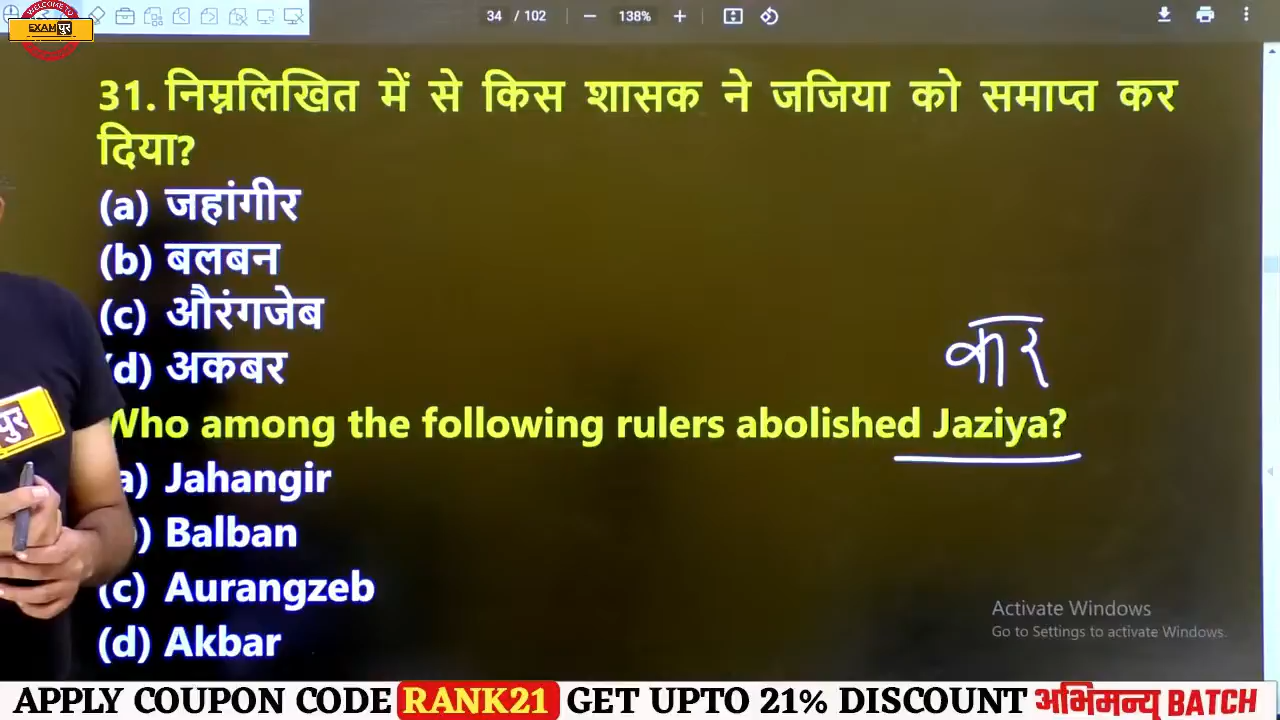 WELCOME TO
EXAMपुर
34 / 102
138%
31. निम्नलिखित में से किस शासक ने जजिया को समाप्त कर
दिया?
(a) जहांगीर
(b) बलबन
(c) औरंगजेब
d) अकबर
कर
Who among the following rulers abolished Jaziya?
a) Jahangir
) Balban
(c) Aurangzeb
(d) Akbar
पुर
Activate Windows
Go to Settings to activate Windows.
APPLY COUPON CODE RANK21 GET UPTO 21% DISCOUNT अभिमन्यु BATCH